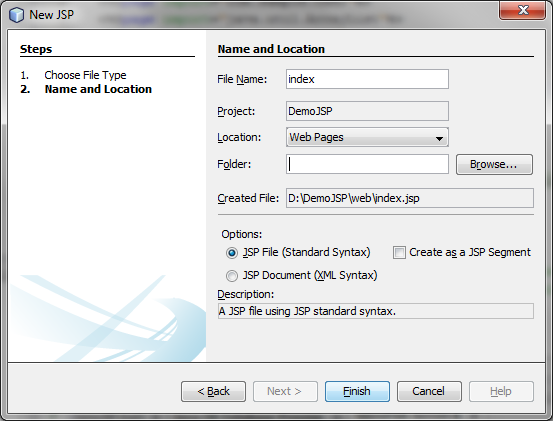 New JSP
Steps
1. Choose File Type
2. Name and Location
Name and Location
File Name: index
Project: DemoJSP
Location: Web Pages
Folder: Browse...
Created File: D:\DemoJSP\web\index.jsp
Options:
JSP File (Standard Syntax) Create as a JSP Segment
JSP Document (XML Syntax)
Description:
A JSP file using JSP standard syntax.
< Back Next > Finish Cancel Help